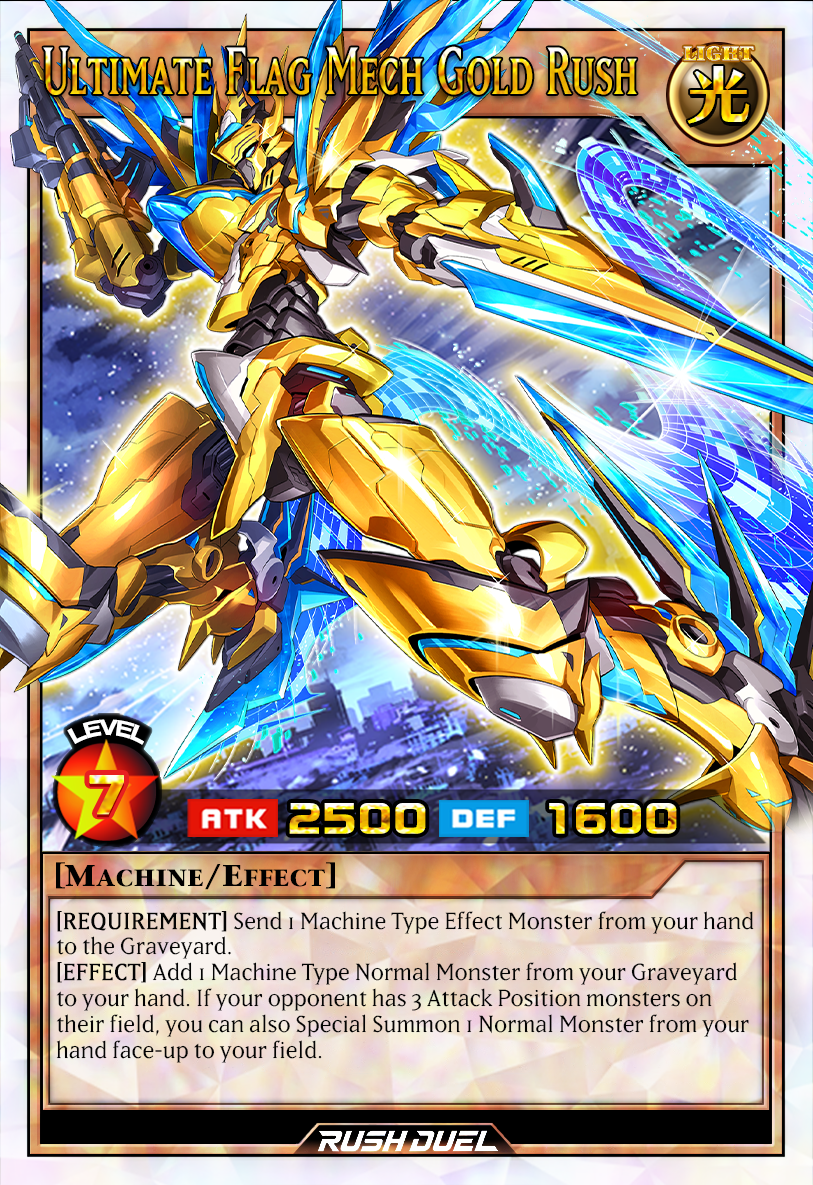 Ultimate Flag Mech Gold Rush
LIGHT
光
LEVEL
7
ATK 2500 DEF 1600
[Machine/Effect]
[REQUIREMENT] Send 1 Machine Type Effect Monster from your hand
to the Graveyard.
[EFFECT] Add 1 Machine Type Normal Monster from your Graveyard
to your hand. If your opponent has 3 Attack Position monsters on
their field, you can also Special Summon 1 Normal Monster from your
hand face-up to your field.
RUSH DUEL